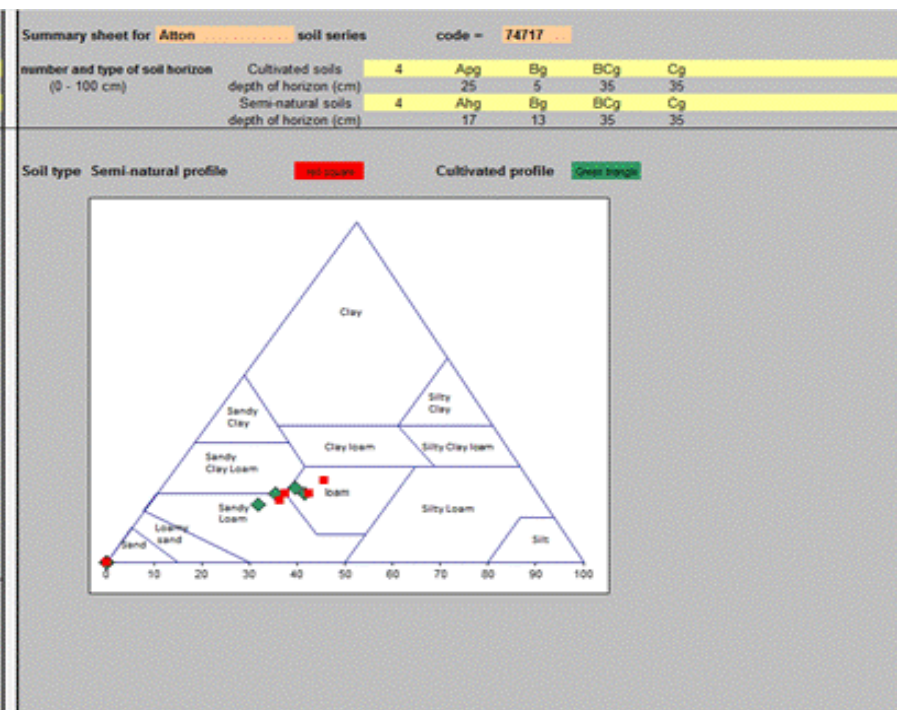 Summary sheet for Atton soil series code = 74717
number and type of soil horizon Cultivated soils 4 Apg Bg BCg Cg
(0 - 100 cm) depth of horizon (cm) 25 5 35 35
Semi-natural soils 4 Ahg Bg BCg Cg
depth of horizon (cm) 17 13 35 35
Soil type Semi-natural profile red square Cultivated profile Green triangle
Clay
Silty
Clay
Sandy
Clay
Clay loam
Silty Clay loam
Sandy
Clay Loam
loam
Sandy
Loam
Silty Loam
Loamy
sand
Sand
Silt
0 10 20 30 40 50 60 70 80 90 100